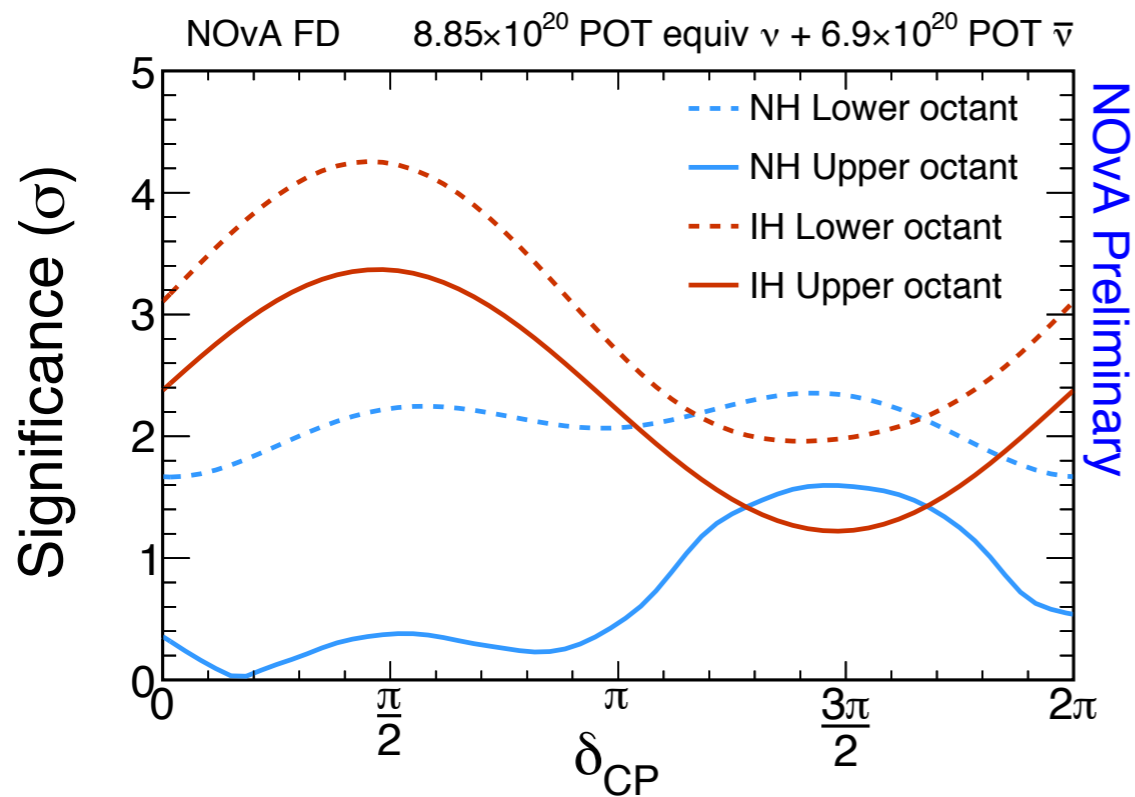 NOvA FD 8.85×10²⁰ POT equiv ν + 6.9×10²⁰ POT ν̅
5
4
3
2
1
0
Significance (σ)
NH Lower octant
NH Upper octant
IH Lower octant
IH Upper octant
NOvA Preliminary
0 π/2 π 3π/2 2π
δCP